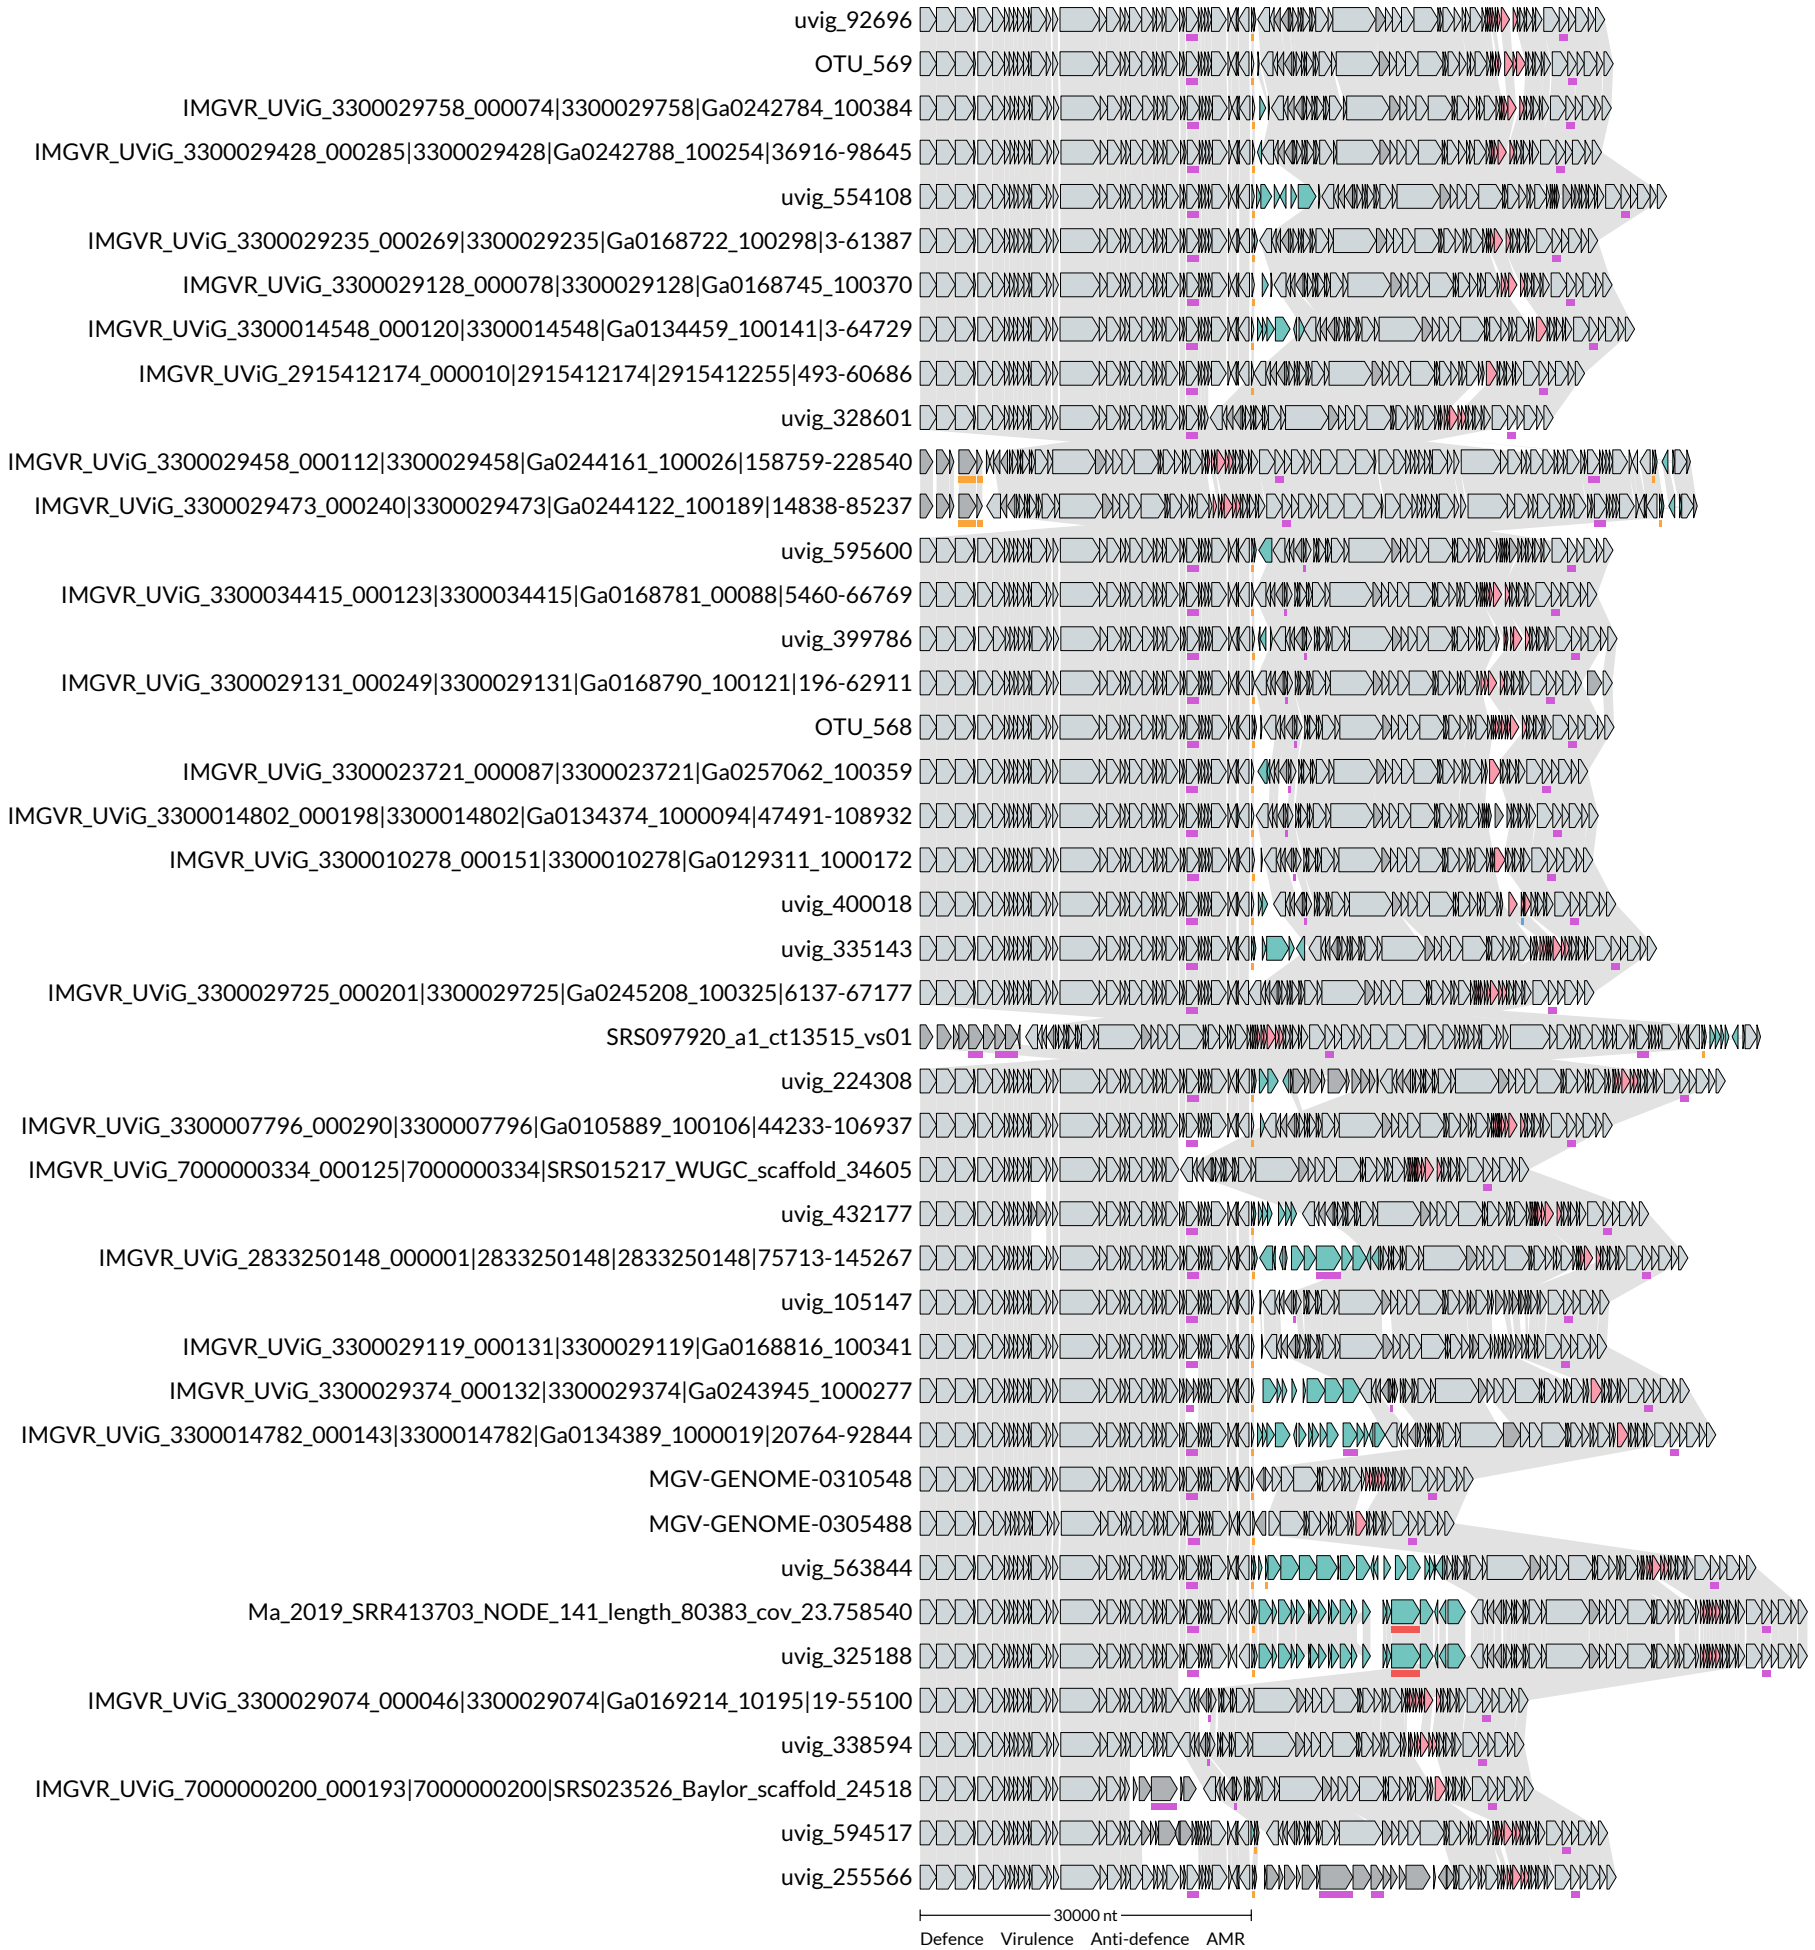 uvig_92696
OTU_569
IMGVR_UViG_3300029758_000074|3300029758|Ga0242784_100384
IMGVR_UViG_3300029428_000285|3300029428|Ga0242788_100254|36916-98645
uvig_554108
IMGVR_UViG_3300029235_000269|3300029235|Ga0168722_100298|3-61387
IMGVR_UViG_3300029128_000078|3300029128|Ga0168745_100370
IMGVR_UViG_3300014548_000120|3300014548|Ga0134459_100141|3-64729
IMGVR_UViG_2915412174_000010|2915412174|2915412255|493-60686
uvig_328601
IMGVR_UViG_3300029458_000112|3300029458|Ga0244161_100026|158759-228540
IMGVR_UViG_3300029473_000240|3300029473|Ga0244122_100189|14838-85237
uvig_595600
IMGVR_UViG_3300034415_000123|3300034415|Ga0168781_00088|5460-66769
uvig_399786
IMGVR_UViG_3300029131_000249|3300029131|Ga0168790_100121|196-62911
OTU_568
IMGVR_UViG_3300023721_000087|3300023721|Ga0257062_100359
IMGVR_UViG_3300014802_000198|3300014802|Ga0134374_1000094|47491-108932
IMGVR_UViG_3300010278_000151|3300010278|Ga0129311_1000172
uvig_400018
uvig_335143
IMGVR_UViG_3300029725_000201|3300029725|Ga0245208_100325|6137-67177
SRS097920_a1_ct13515_vs01
uvig_224308
IMGVR_UViG_3300007796_000290|3300007796|Ga0105889_100106|44233-106937
IMGVR_UViG_7000000334_000125|7000000334|SRS015217_WUGC_scaffold_34605
uvig_432177
IMGVR_UViG_2833250148_000001|2833250148|2833250148|75713-145267
uvig_105147
IMGVR_UViG_3300029119_000131|3300029119|Ga0168816_100341
IMGVR_UViG_3300029374_000132|3300029374|Ga0243945_1000277
IMGVR_UViG_3300014782_000143|3300014782|Ga0134389_1000019|20764-92844
MGV-GENOME-0310548
MGV-GENOME-0305488
uvig_563844
Ma_2019_SRR413703_NODE_141_length_80383_cov_23.758540
uvig_325188
IMGVR_UViG_3300029074_000046|3300029074|Ga0169214_10195|19-55100
uvig_338594
IMGVR_UViG_7000000200_000193|7000000200|SRS023526_Baylor_scaffold_24518
uvig_594517
uvig_255566
30000 nt
Defence Virulence Anti-defence AMR